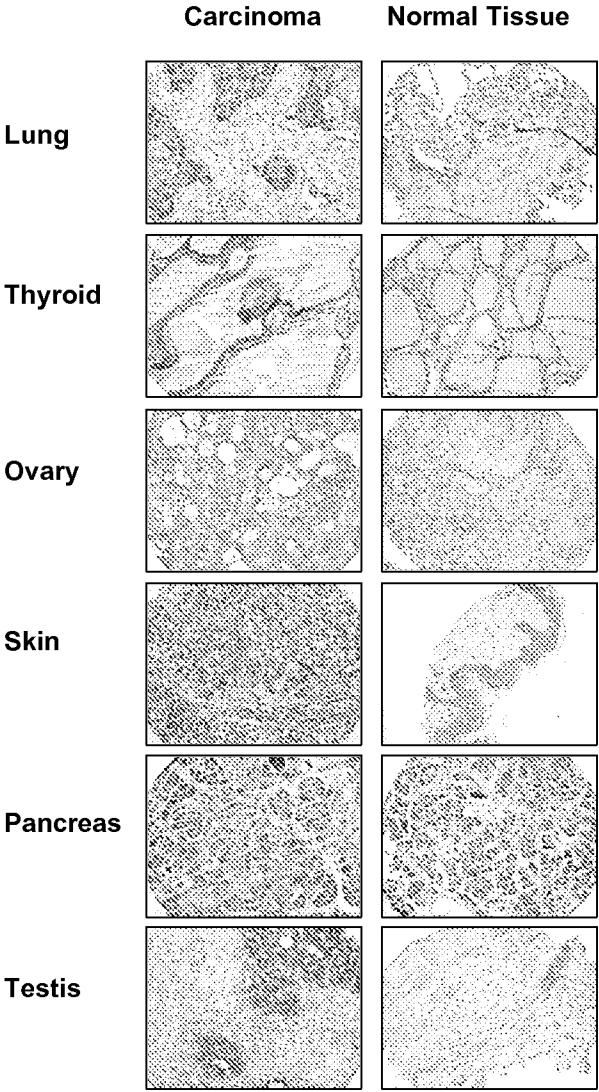 Carcinoma Normal Tissue
Lung
Thyroid
Ovary
Skin
Pancreas
Testis